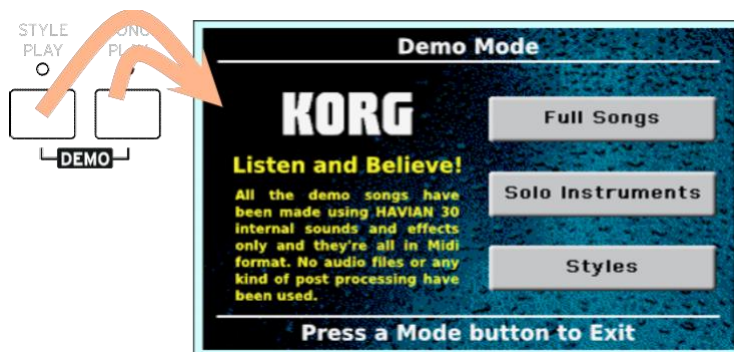 STYLE
PLAY
DEMO
Demo Mode
KORG
Listen and Believe!
All the demo songs have
been made using HAVIAN 30
internal sounds and effects
only and they're all in Midi
format. No audio files or any
kind of post processing have
been used.
Full Songs
Solo Instruments
Styles
Press a Mode button to Exit